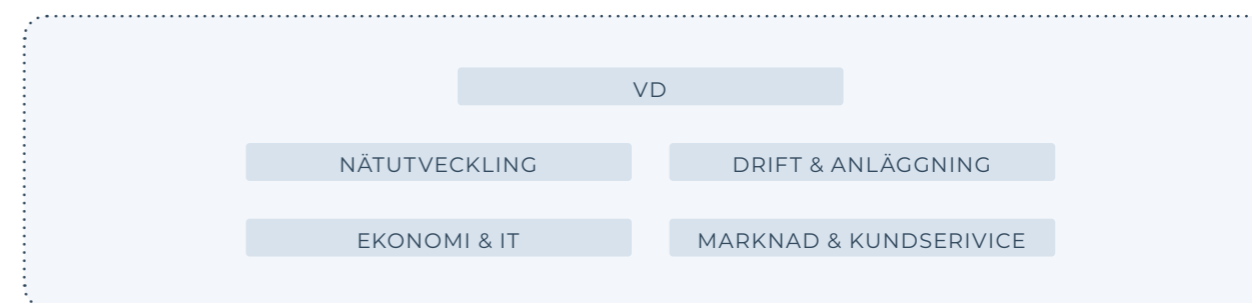 VD
NÄTUTVECKLING
DRIFT & ANLÄGGNING
EKONOMI & IT
MARKNAD & KUNDSERIVICE